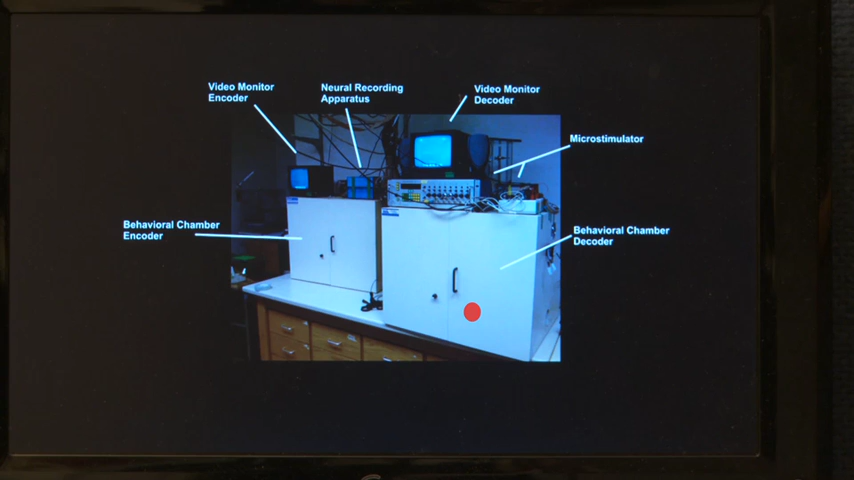 Video Monitor
Encoder
Neural Recording
Apparatus
Video Monitor
Decoder
Microstimulator
Behavioral Chamber
Encoder
Behavioral Chamber
Decoder